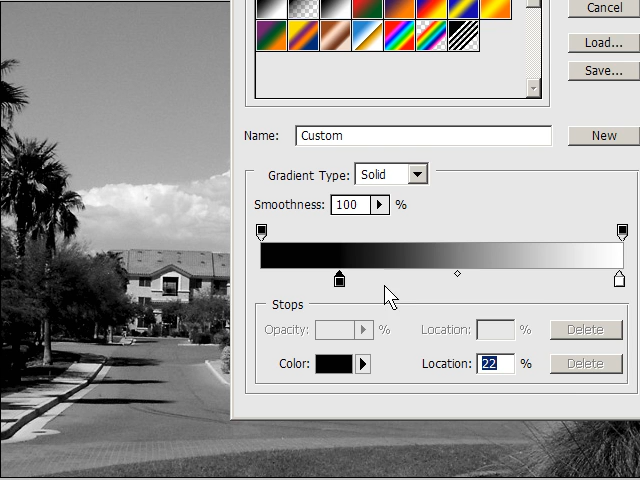 Cancel
Load...
Save...
Name: Custom New
Gradient Type: Solid
Smoothness: 100 %
Stops
Opacity: % Location: % Delete
Color: Location: 22 % Delete